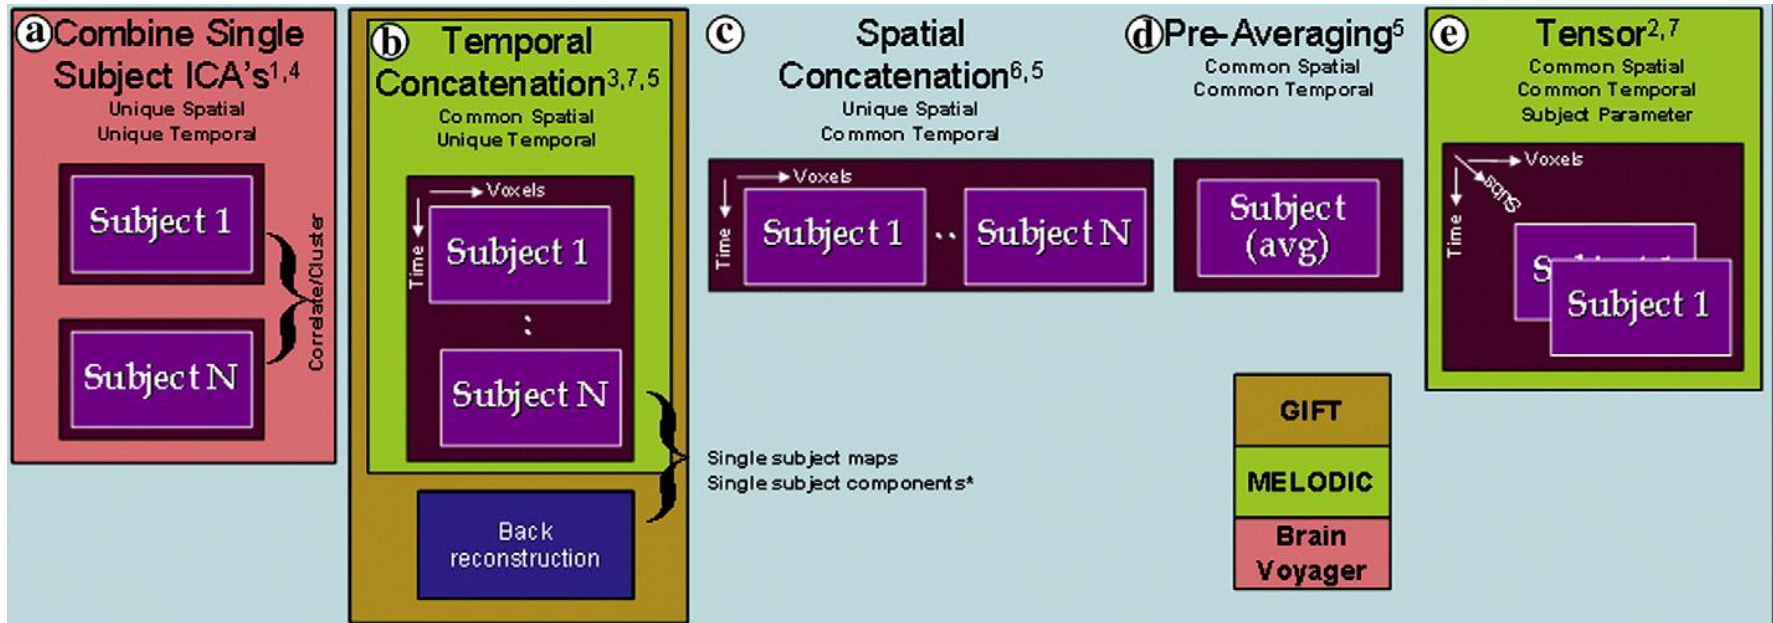 a Combine Single
Subject ICA's1,4
Unique Spatial
Unique Temporal
Subject 1
Subject N
Correlate/Cluster
b Temporal
Concatenation3,7,5
Common Spatial
Unique Temporal
Voxels
Time
Subject 1
:
Subject N
Back
reconstruction
Single subject maps
Single subject components*
c Spatial
Concatenation6,5
Unique Spatial
Common Temporal
Voxels
Time
Subject 1 .. Subject N
d Pre-Averaging5
Common Spatial
Common Temporal
Subject
(avg)
e Tensor2,7
Common Spatial
Common Temporal
Subject Parameter
Voxels
Subs
Time
Subject 1
GIFT
MELODIC
Brain
Voyager